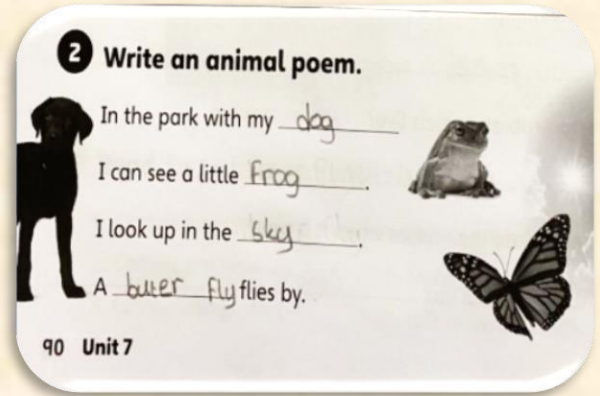 2 Write an animal poem.
In the park with my dog
I can see a little frog.
I look up in the sky.
A buter fly flies by.
90 Unit 7